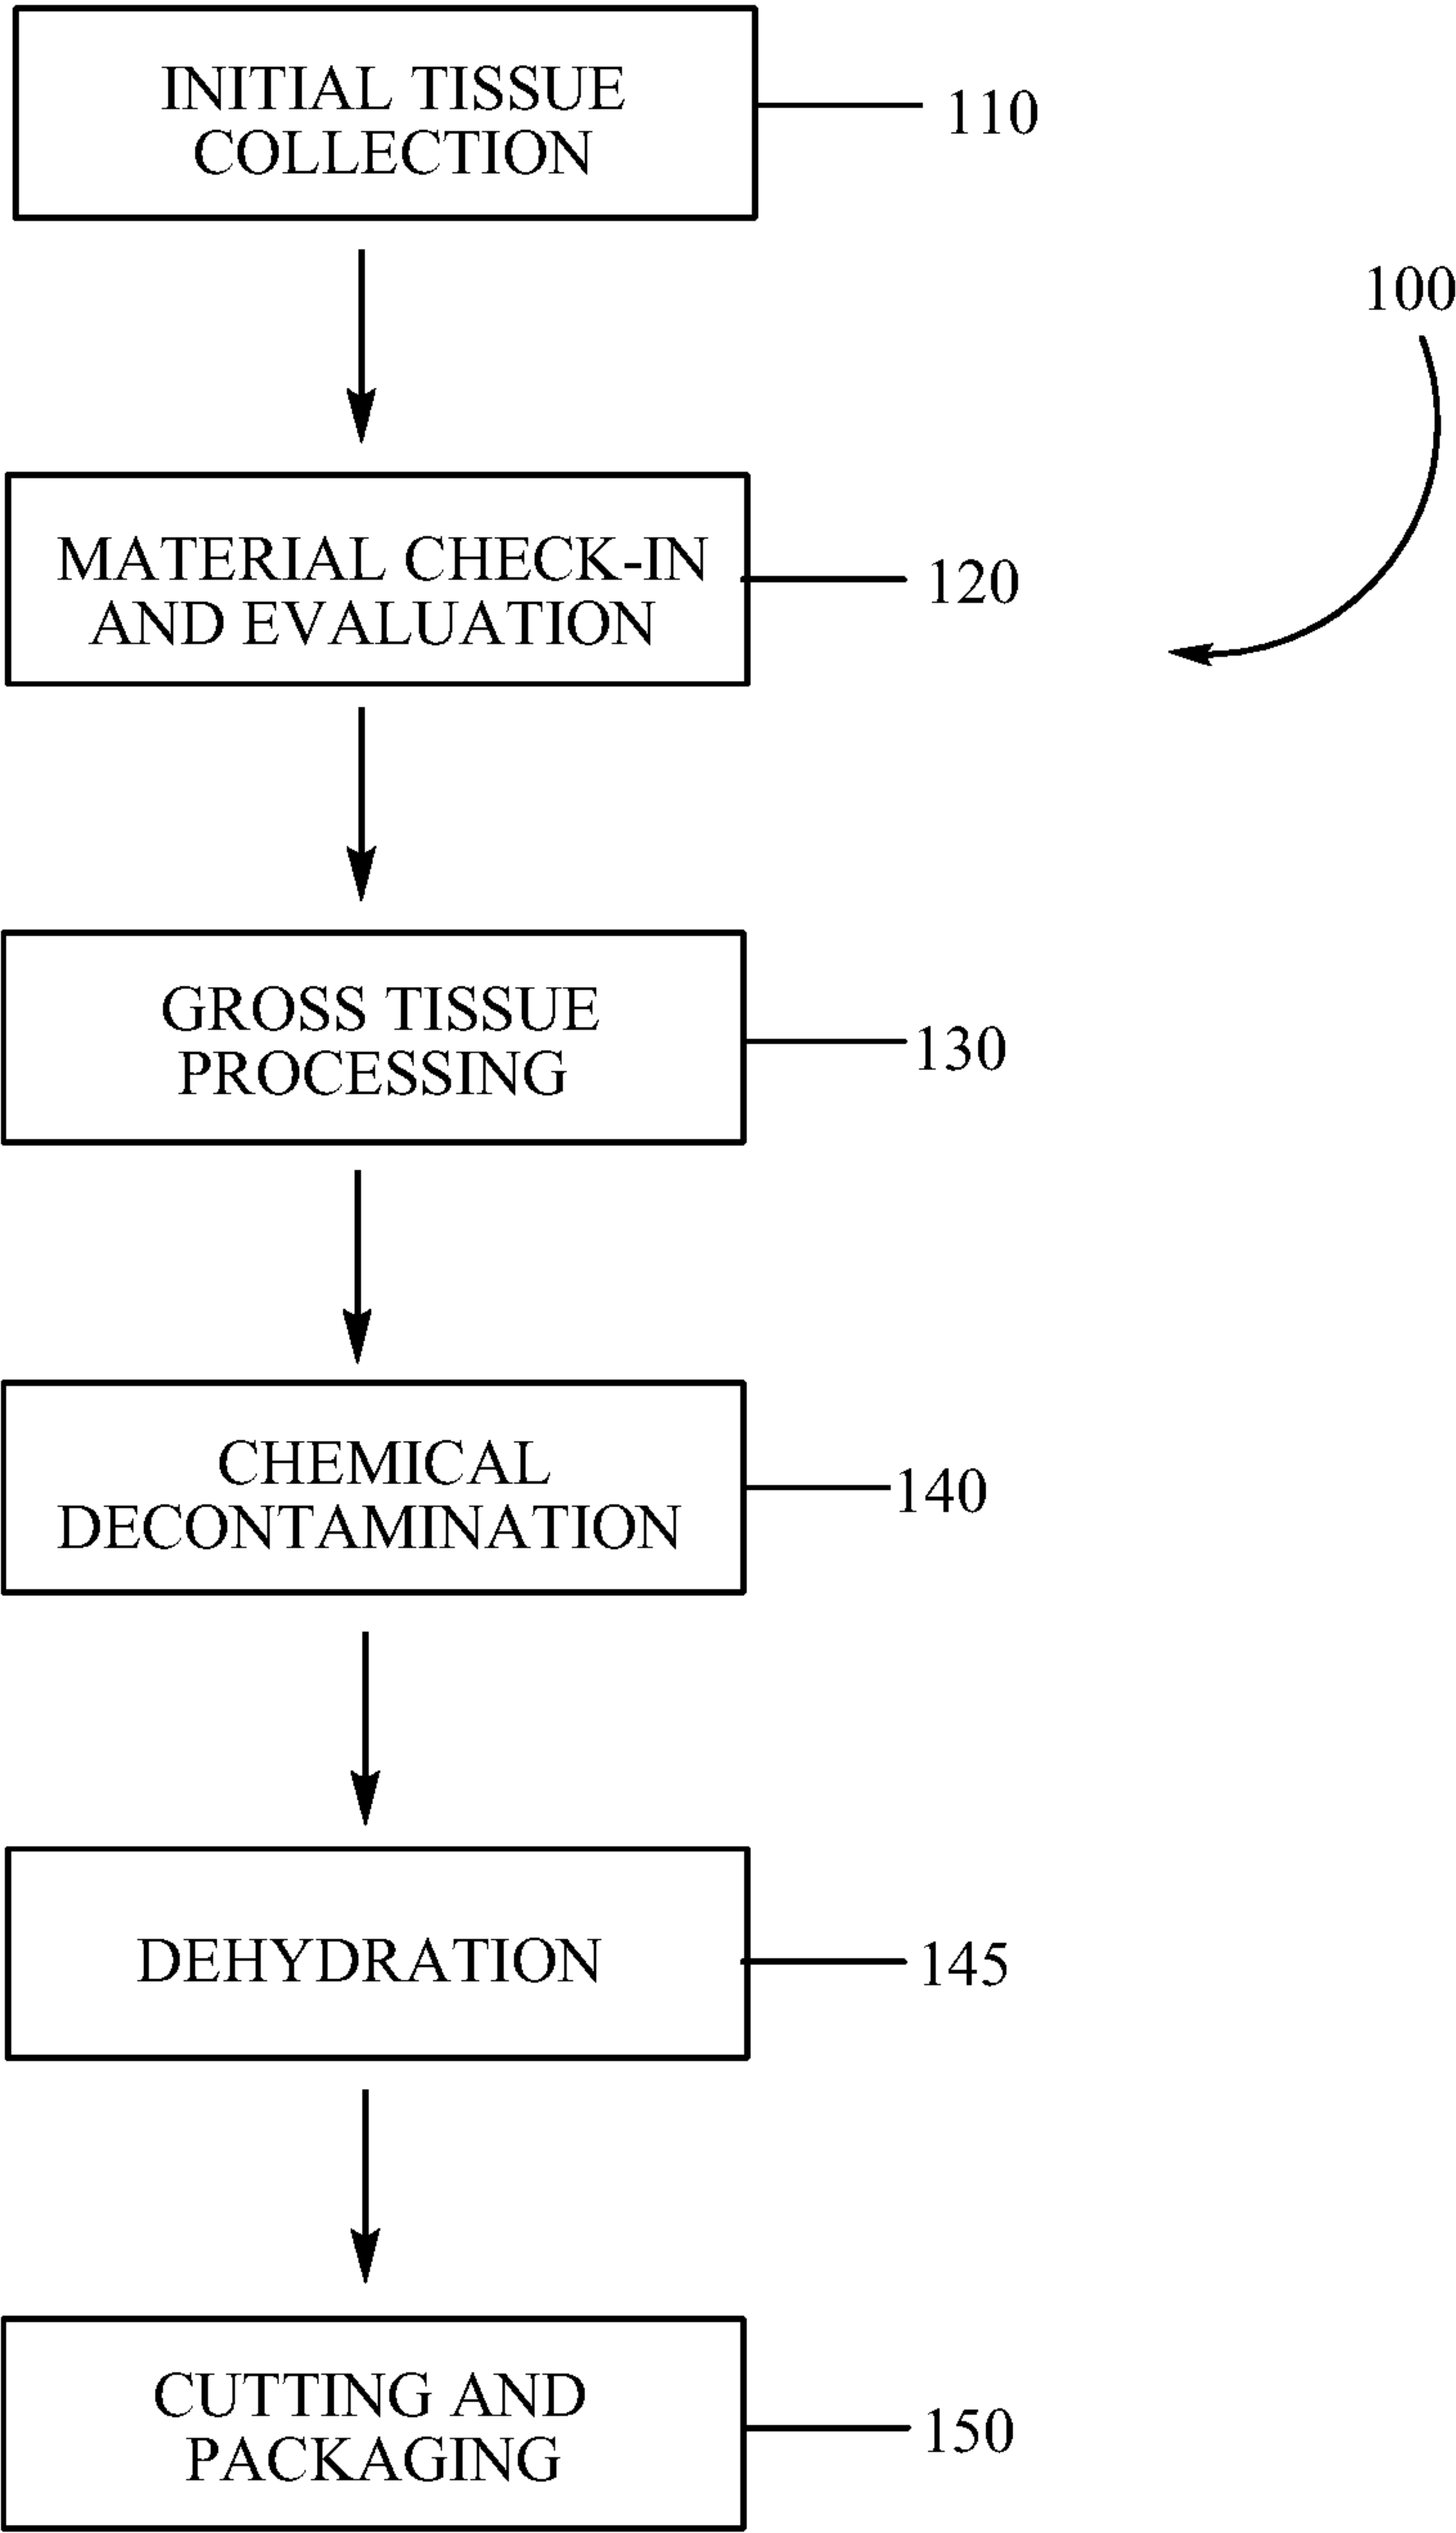 INITIAL TISSUE
COLLECTION
110
100
MATERIAL CHECK-IN
AND EVALUATION
120
GROSS TISSUE
PROCESSING
130
CHEMICAL
DECONTAMINATION
140
DEHYDRATION
145
CUTTING AND
PACKAGING
150